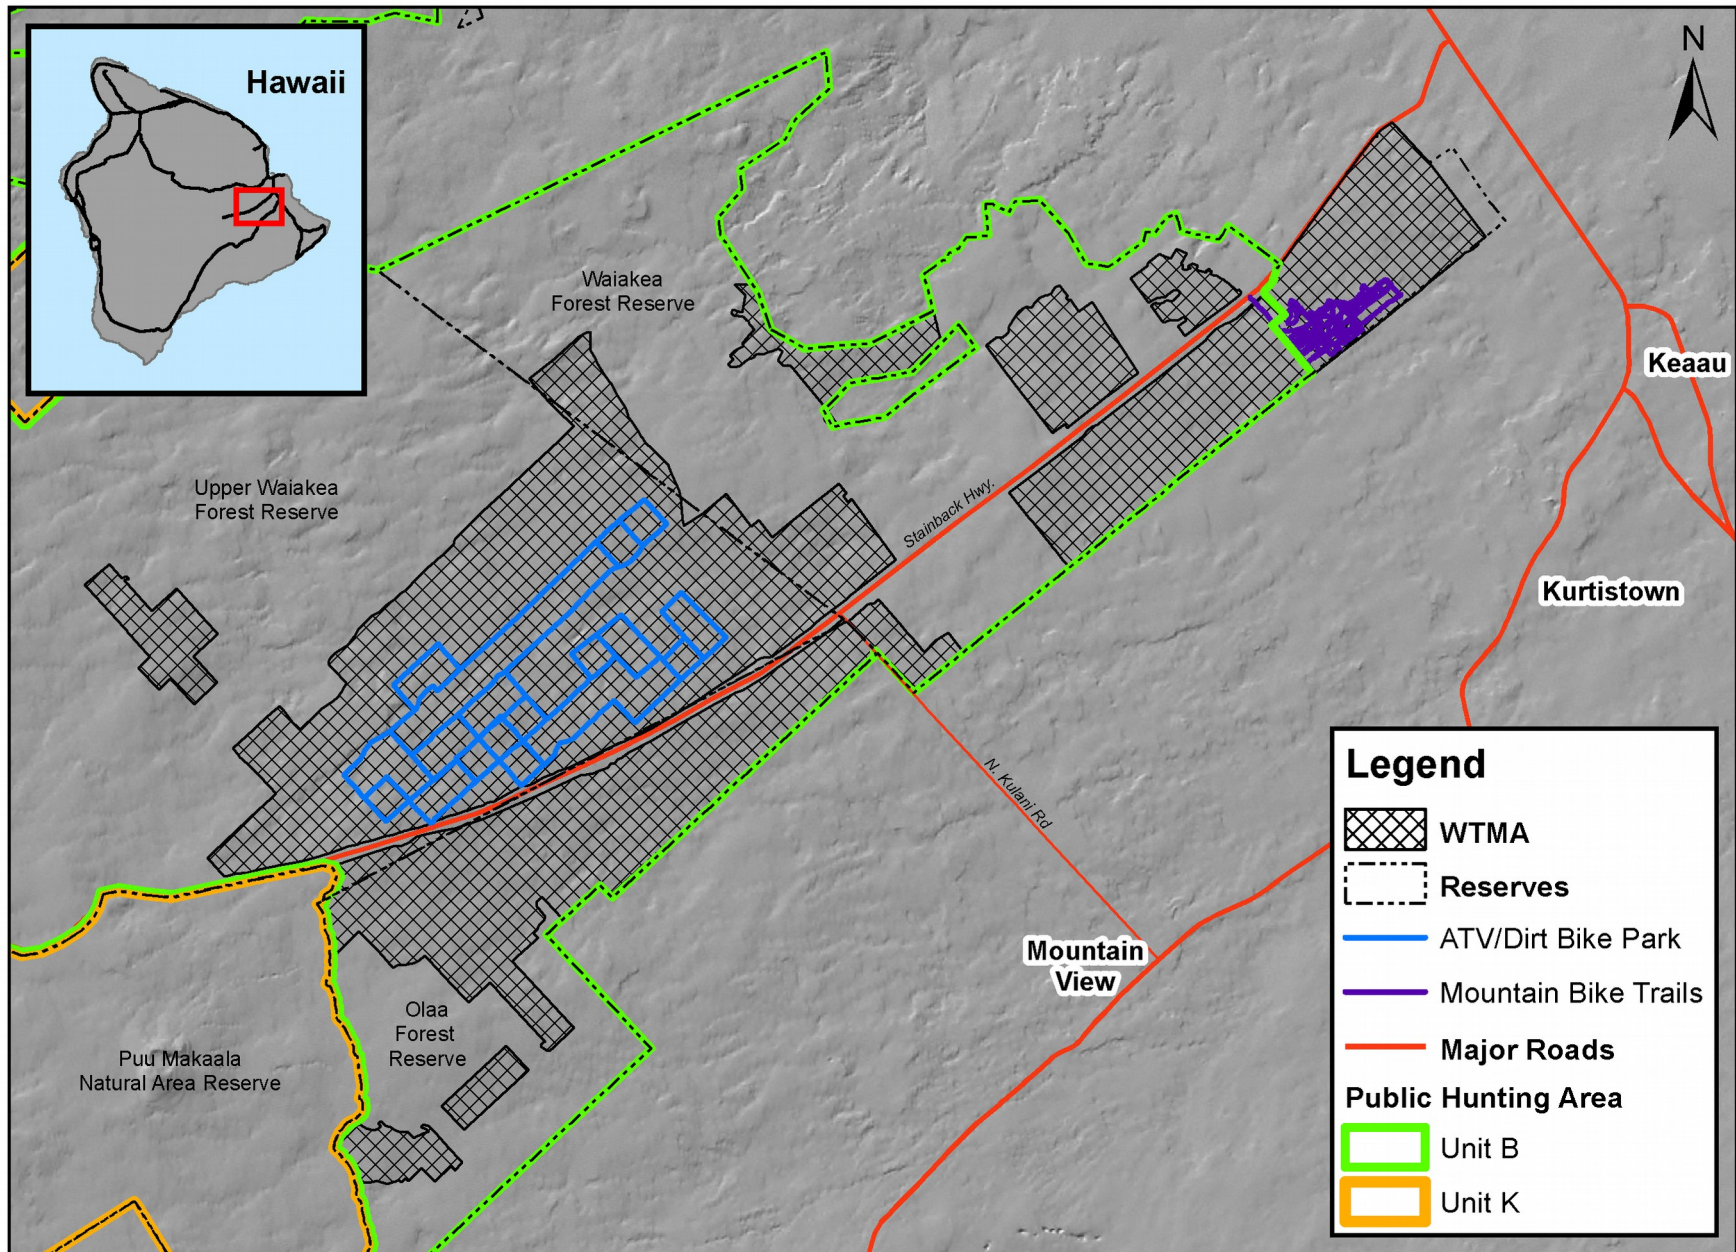 Hawaii
N
Waiakea
Forest Reserve
Keaau
Upper Waiakea
Forest Reserve
Stainback Hwy.
Kurtistown
N. Kulani Rd
Mountain
View
Olaa
Forest
Reserve
Puu Makaala
Natural Area Reserve
Legend
WTMA
Reserves
ATV/Dirt Bike Park
Mountain Bike Trails
Major Roads
Public Hunting Area
Unit B
Unit K